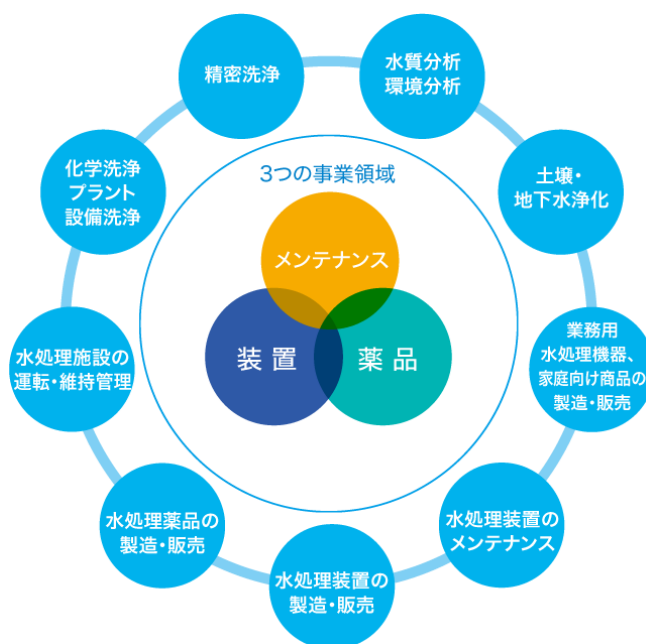 精密洗浄
水質分析
環境分析
化学洗浄
プラント
設備洗浄
3つの事業領域
土壌・
地下水浄化
メンテナンス
装置
薬品
水処理施設の
運転・維持管理
業務用
水処理機器、
家庭向け商品の
製造・販売
水処理薬品の
製造・販売
水処理装置の
メンテナンス
水処理装置の
製造・販売